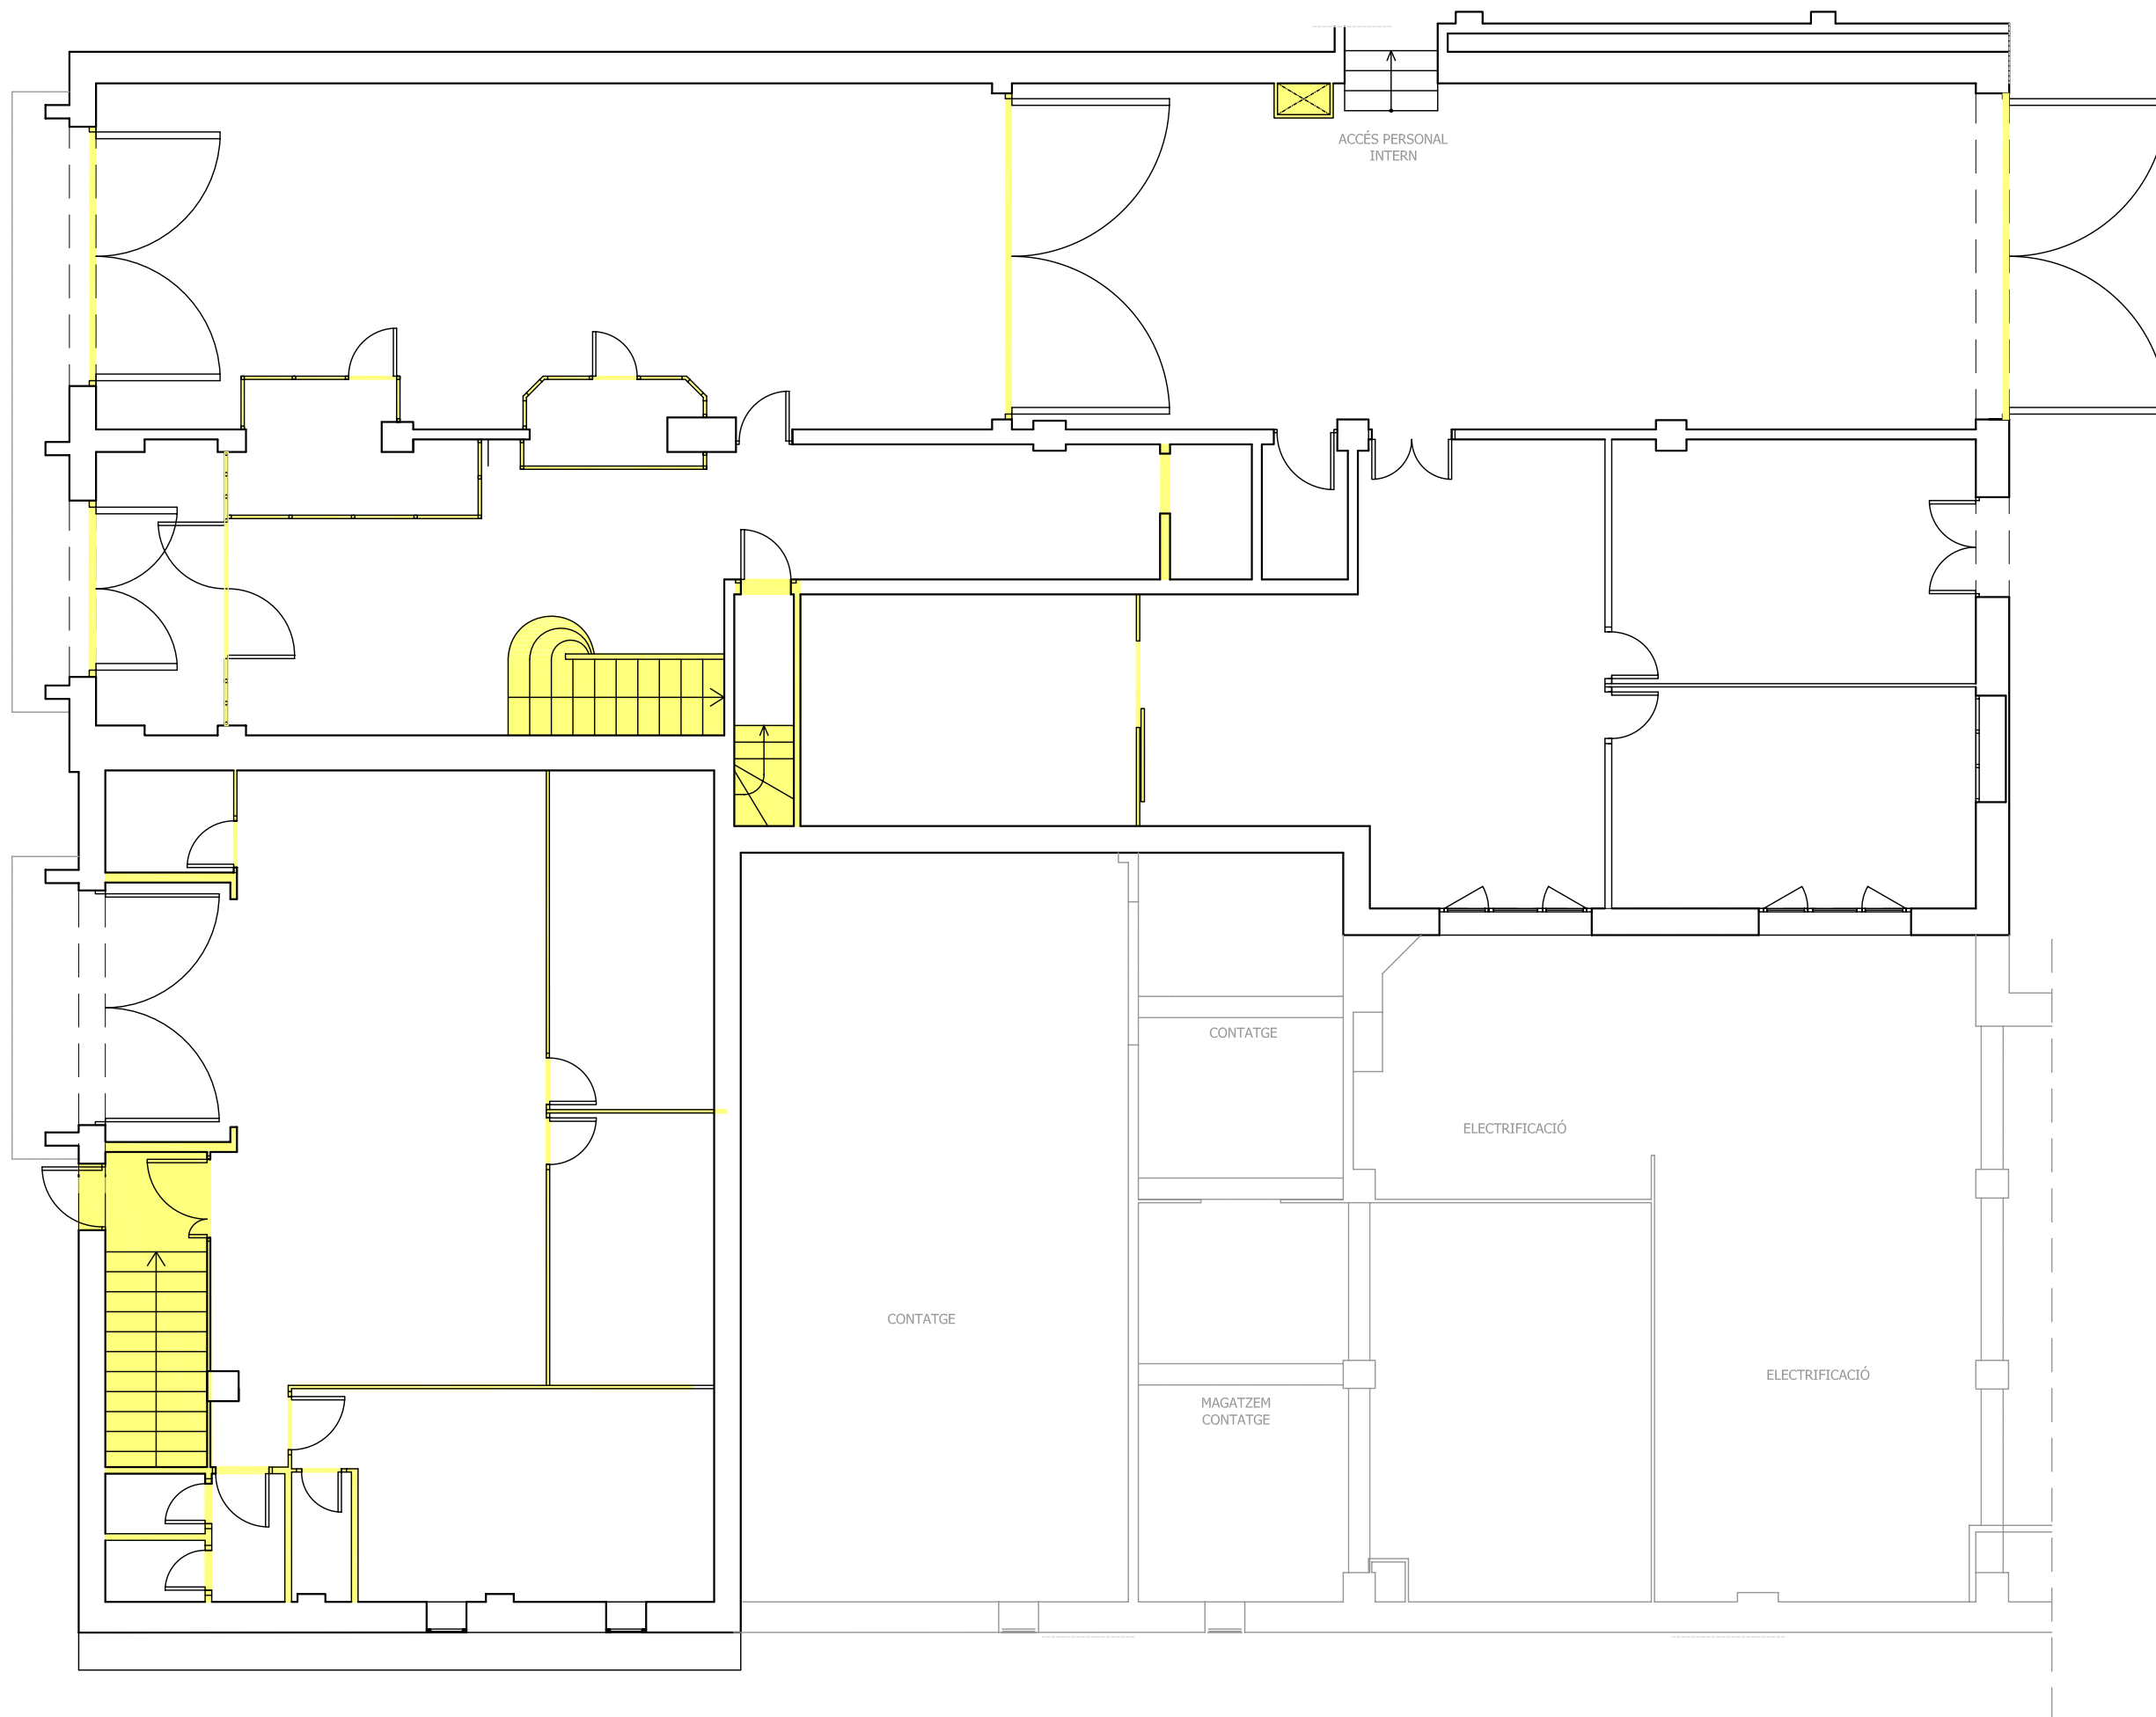 ACCÉS PERSONAL
INTERN
CONTATGE
ELECTRIFICACIÓ
CONTATGE
ELECTRIFICACIÓ
MAGATZEM
CONTATGE